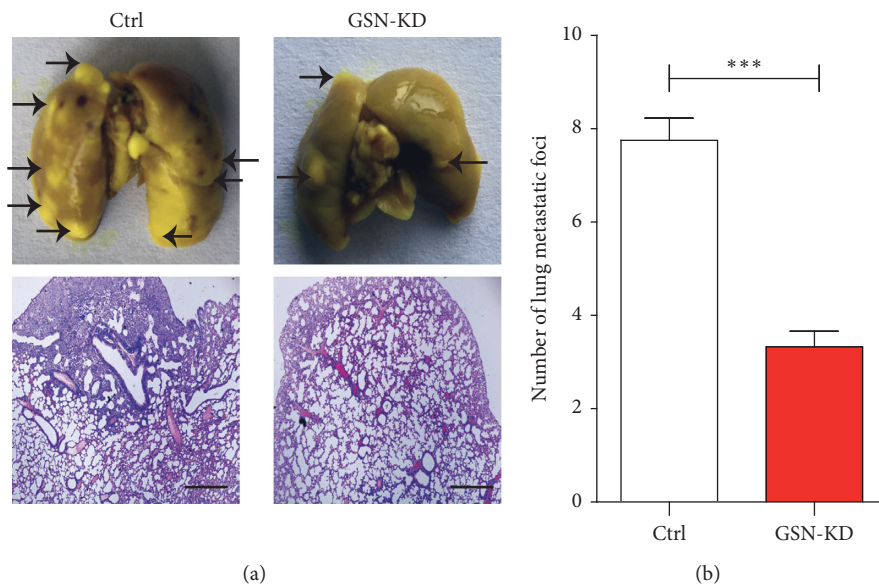 Ctrl
GSN-KD
(a)
Number of lung metastatic foci
10
8
6
4
2
0
***
Ctrl
GSN-KD
(b)